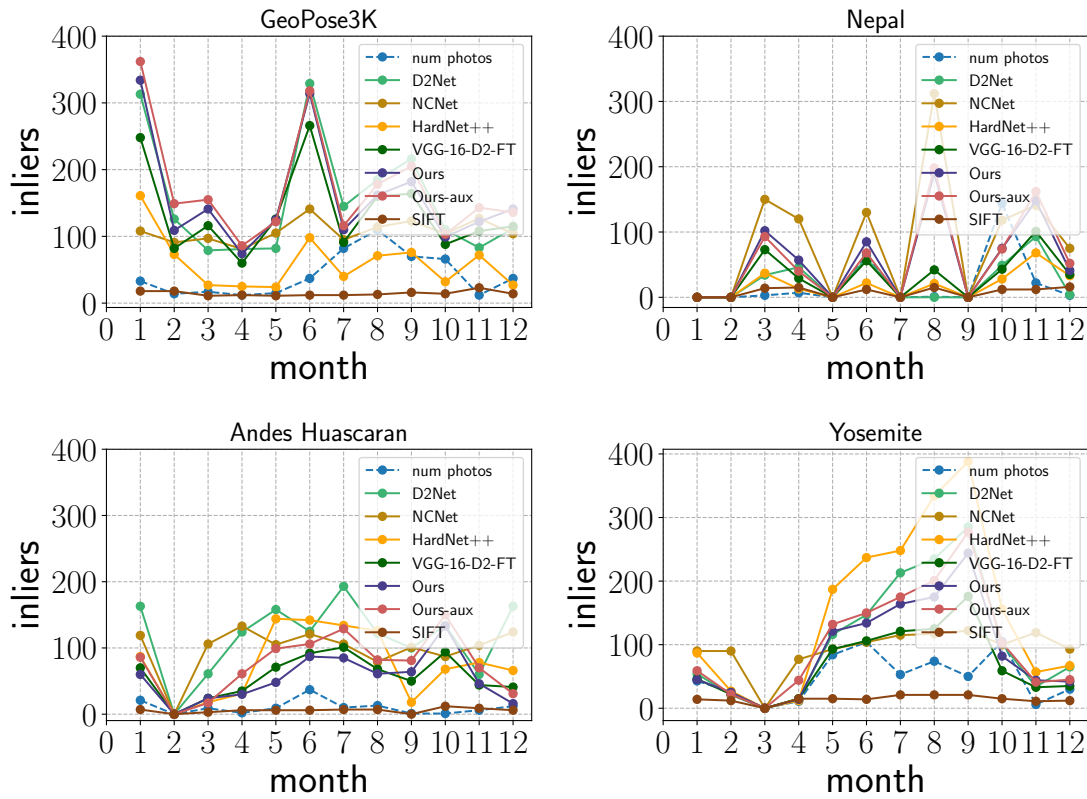 GeoPose3K
400
300
200
100
0
inliers
0 1 2 3 4 5 6 7 8 9 10 11 12
month
num photos
D2Net
NCNet
HardNet++
VGG-16-D2-FT
Ours
Ours-aux
SIFT
Nepal
400
300
200
100
0
inliers
0 1 2 3 4 5 6 7 8 9 10 11 12
month
num photos
D2Net
NCNet
HardNet++
VGG-16-D2-FT
Ours
Ours-aux
SIFT
Andes Huascaran
400
300
200
100
0
inliers
0 1 2 3 4 5 6 7 8 9 10 11 12
month
num photos
D2Net
NCNet
HardNet++
VGG-16-D2-FT
Ours
Ours-aux
SIFT
Yosemite
400
300
200
100
0
inliers
0 1 2 3 4 5 6 7 8 9 10 11 12
month
num photos
D2Net
NCNet
HardNet++
VGG-16-D2-FT
Ours
Ours-aux
SIFT